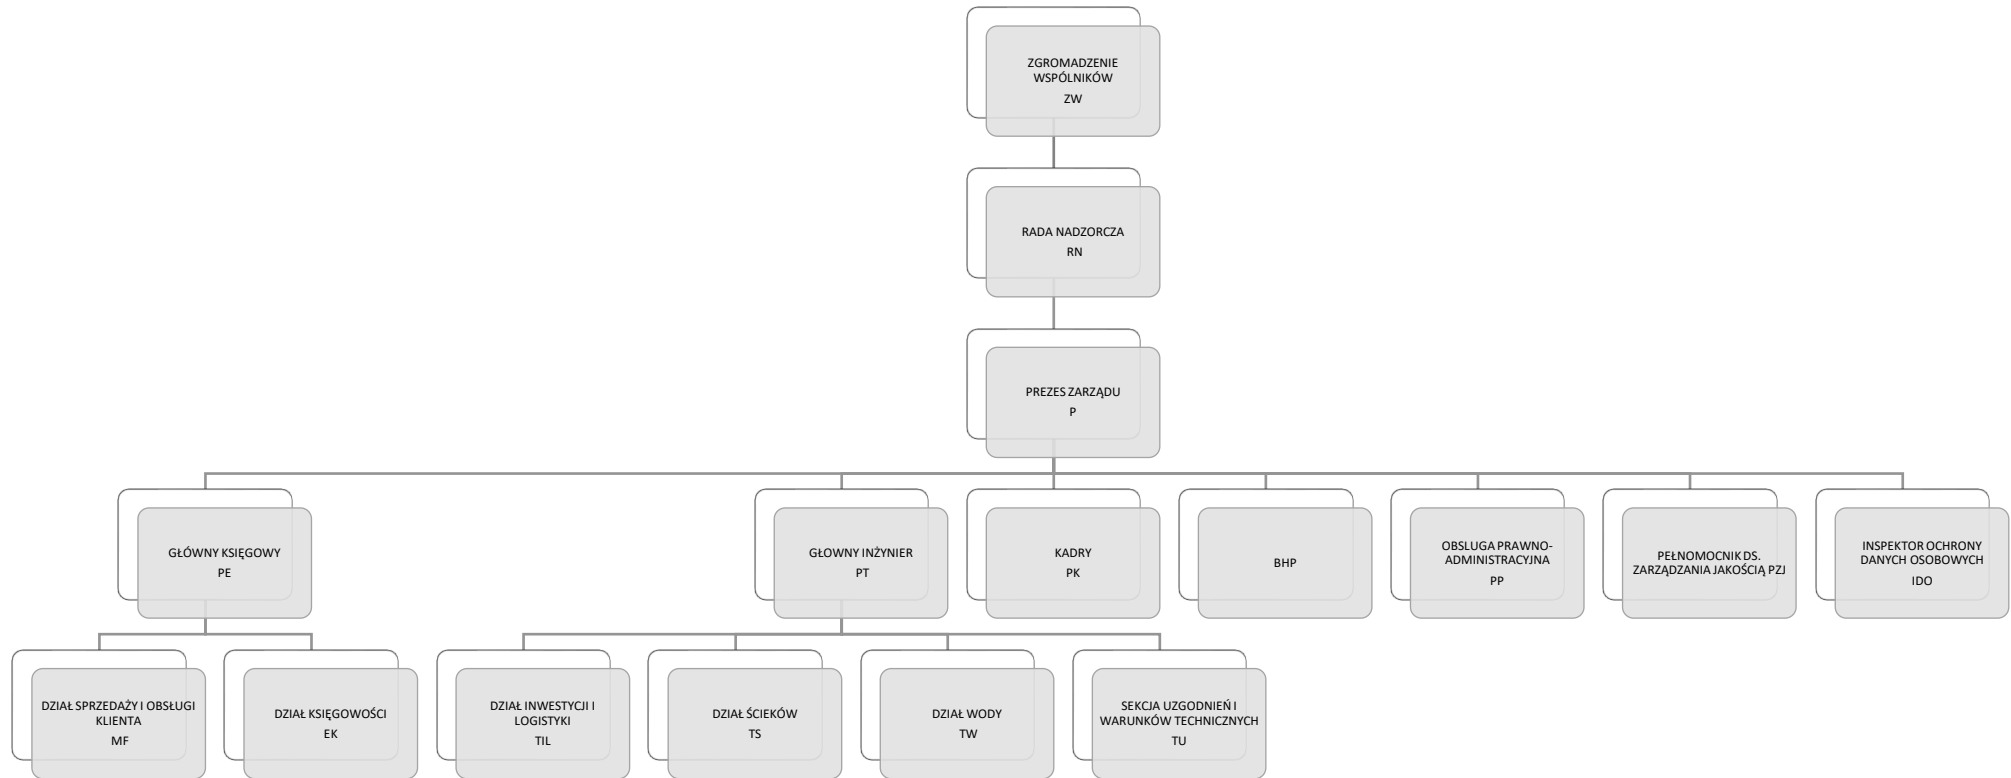 ZGROMADZENIE
WSPÓLNIKÓW
ZW
RADA NADZORCZA
RN
PREZES ZARZĄDU
P
GŁÓWNY KSIĘGOWY
PE
GŁOWNY INŻYNIER
PT
KADRY
PK
BHP
OBSLUGA PRAWNO-
ADMINISTRACYJNA
PP
PEŁNOMOCNIK DS.
ZARZĄDZANIA JAKOŚCIĄ PZJ
INSPEKTOR OCHRONY
DANYCH OSOBOWYCH
IDO
DZIAŁ SPRZEDAŻY I OBSŁUGI
KLIENTA
MF
DZIAŁ KSIĘGOWOŚCI
EK
DZIAŁ INWESTYCJI I
LOGISTYKI
TIL
DZIAŁ ŚCIEKÓW
TS
DZIAŁ WODY
TW
SEKCJA UZGODNIEŃ I
WARUNKÓW TECHNICZNYCH
TU